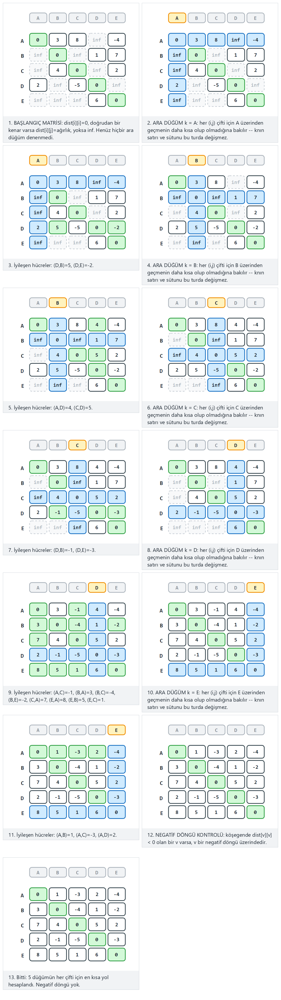 A B C D E
A 0 3 8 inf -4
B inf 0 inf 1 7
C inf 4 0 inf 2
D 2 inf -5 0 inf
E inf inf inf 6 0
1. BAŞLANGIÇ MATRİSİ: dist[i][i]=0, doğrudan bir
kenar varsa dist[i][j]=ağırlık, yoksa inf. Henüz hiçbir ara
düğüm denenmedi.
A B C D E
A 0 3 8 inf -4
B inf 0 inf 1 7
C inf 4 0 inf 2
D 2 inf -5 0 inf
E inf inf inf 6 0
2. ARA DÜĞÜM k = A: her (i,j) çifti için A üzerinden
geçmenin daha kısa olup olmadığına bakılır -- knın
satırı ve sütunu bu turda değişmez.
A B C D E
A 0 3 8 inf -4
B inf 0 inf 1 7
C inf 4 0 inf 2
D 2 5 -5 0 -2
E inf inf inf 6 0
3. İyileşen hücreler: (D,B)=5, (D,E)=-2.
A B C D E
A 0 3 8 inf -4
B inf 0 inf 1 7
C inf 4 0 inf 2
D 2 5 -5 0 -2
E inf inf inf 6 0
4. ARA DÜĞÜM k = B: her (i,j) çifti için B üzerinden
geçmenin daha kısa olup olmadığına bakılır -- knın
satırı ve sütunu bu turda değişmez.
A B C D E
A 0 3 8 4 -4
B inf 0 inf 1 7
C inf 4 0 5 2
D 2 5 -5 0 -2
E inf inf inf 6 0
5. İyileşen hücreler: (A,D)=4, (C,D)=5.
A B C D E
A 0 3 8 4 -4
B inf 0 inf 1 7
C inf 4 0 5 2
D 2 5 -5 0 -2
E inf inf inf 6 0
6. ARA DÜĞÜM k = C: her (i,j) çifti için C üzerinden
geçmenin daha kısa olup olmadığına bakılır -- knın
satırı ve sütunu bu turda değişmez.
A B C D E
A 0 3 8 4 -4
B inf 0 inf 1 7
C inf 4 0 5 2
D 2 -1 -5 0 -3
E inf inf inf 6 0
7. İyileşen hücreler: (D,B)=-1, (D,E)=-3.
A B C D E
A 0 3 8 4 -4
B inf 0 inf 1 7
C inf 4 0 5 2
D 2 -1 -5 0 -3
E inf inf inf 6 0
8. ARA DÜĞÜM k = D: her (i,j) çifti için D üzerinden
geçmenin daha kısa olup olmadığına bakılır -- knın
satırı ve sütunu bu turda değişmez.
A B C D E
A 0 3 -1 4 -4
B 3 0 -4 1 -2
C 7 4 0 5 2
D 2 -1 -5 0 -3
E 8 5 1 6 0
9. İyileşen hücreler: (A,C)=-1, (B,A)=3, (B,C)=-4,
(B,E)=-2, (C,A)=7, (E,A)=8, (E,B)=5, (E,C)=1.
A B C D E
A 0 3 -1 4 -4
B 3 0 -4 1 -2
C 7 4 0 5 2
D 2 -1 -5 0 -3
E 8 5 1 6 0
10. ARA DÜĞÜM k = E: her (i,j) çifti için E üzerinden
geçmenin daha kısa olup olmadığına bakılır -- knın
satırı ve sütunu bu turda değişmez.
A B C D E
A 0 1 -3 2 -4
B 3 0 -4 1 -2
C 7 4 0 5 2
D 2 -1 -5 0 -3
E 8 5 1 6 0
11. İyileşen hücreler: (A,B)=1, (A,C)=-3, (A,D)=2.
A B C D E
A 0 1 -3 2 -4
B 3 0 -4 1 -2
C 7 4 0 5 2
D 2 -1 -5 0 -3
E 8 5 1 6 0
12. NEGATİF DÖNGÜ KONTROLÜ: köşegende dist[v][v]
< 0 olan bir v varsa, v bir negatif döngü üzerindedir.
A B C D E
A 0 1 -3 2 -4
B 3 0 -4 1 -2
C 7 4 0 5 2
D 2 -1 -5 0 -3
E 8 5 1 6 0
13. Bitti: 5 düğümün her çifti için en kısa yol
hesaplandı. Negatif döngü yok.